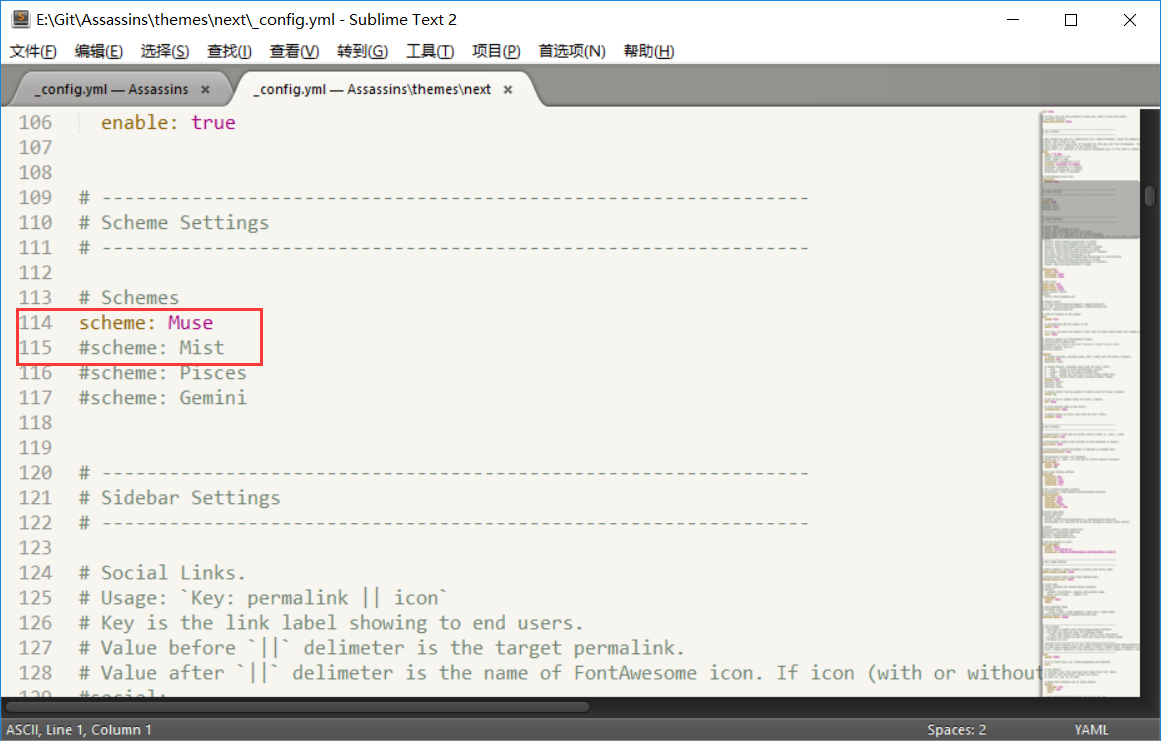 E:\Git\Assassins\themes\next\_config.yml - Sublime Text 2
文件(F) 编辑(E) 选择(S) 查找(I) 查看(V) 转到(G) 工具(T) 项目(P) 首选项(N) 帮助(H)
_config.yml — Assassins × _config.yml — Assassins\themes\next ×
106 enable: true
107
108
109 # ---------------------------------------------------------------
110 # Scheme Settings
111 # ---------------------------------------------------------------
112
113 # Schemes
114 scheme: Muse
115 #scheme: Mist
116 #scheme: Pisces
117 #scheme: Gemini
118
119
120 # ---------------------------------------------------------------
121 # Sidebar Settings
122 # ---------------------------------------------------------------
123
124 # Social Links.
125 # Usage: `Key: permalink || icon`
126 # Key is the link label showing to end users.
127 # Value before `||` delimeter is the target permalink.
128 # Value after `||` delimeter is the name of FontAwesome icon. If icon (with or without
129 #social:
ASCII, Line 1, Column 1 Spaces: 2 YAML